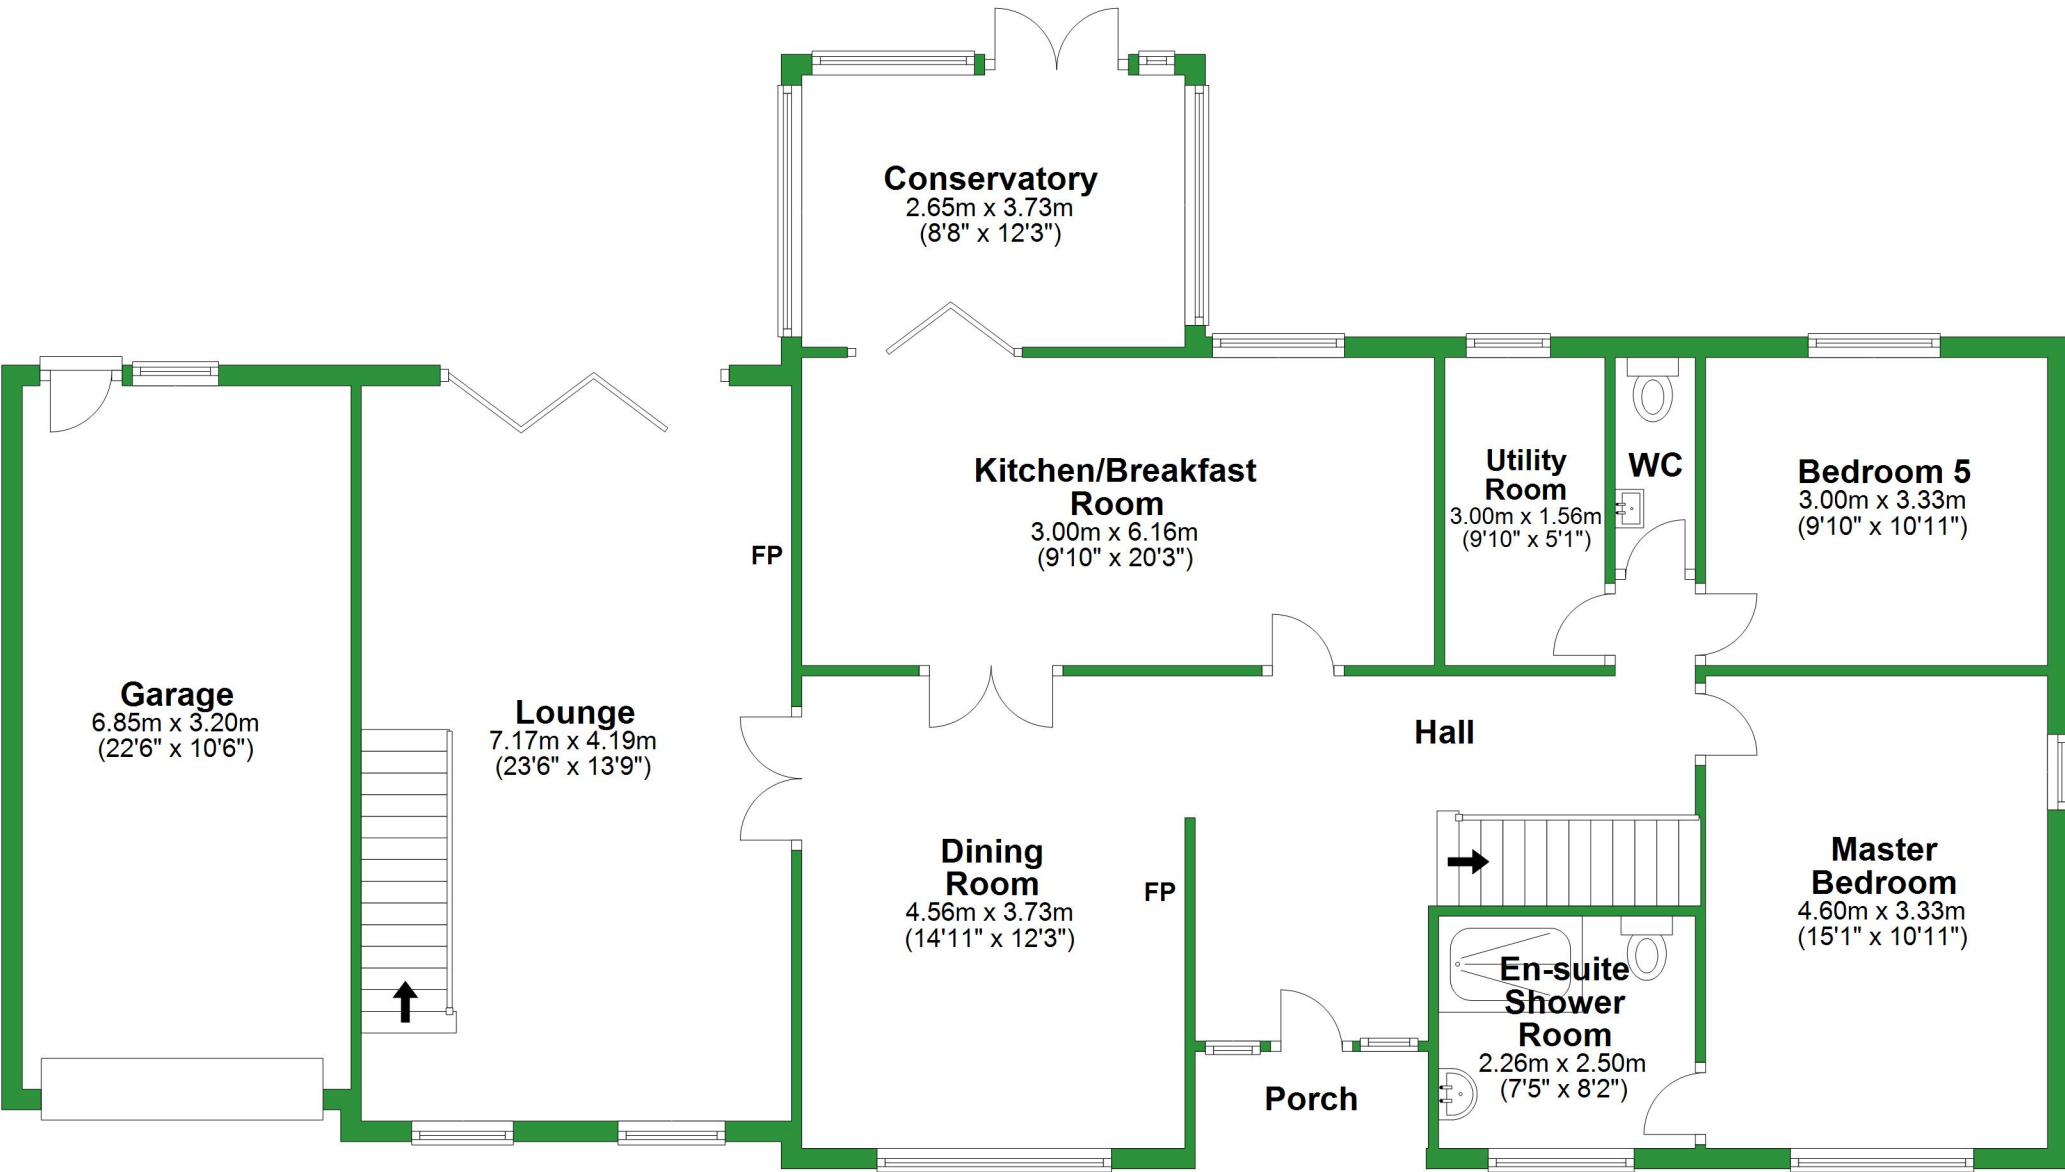 Conservatory
2.65m x 3.73m
(8'8" x 12'3")
Kitchen/Breakfast
Room
3.00m x 6.16m
(9'10" x 20'3")
Utility
Room
3.00m x 1.56m
(9'10" x 5'1")
WC
Bedroom 5
3.00m x 3.33m
(9'10" x 10'11")
FP
Garage
6.85m x 3.20m
(22'6" x 10'6")
Lounge
7.17m x 4.19m
(23'6" x 13'9")
Hall
Dining
Room
4.56m x 3.73m
(14'11" x 12'3")
FP
Master
Bedroom
4.60m x 3.33m
(15'1" x 10'11")
En-suite
Shower
Room
2.26m x 2.50m
(7'5" x 8'2")
Porch